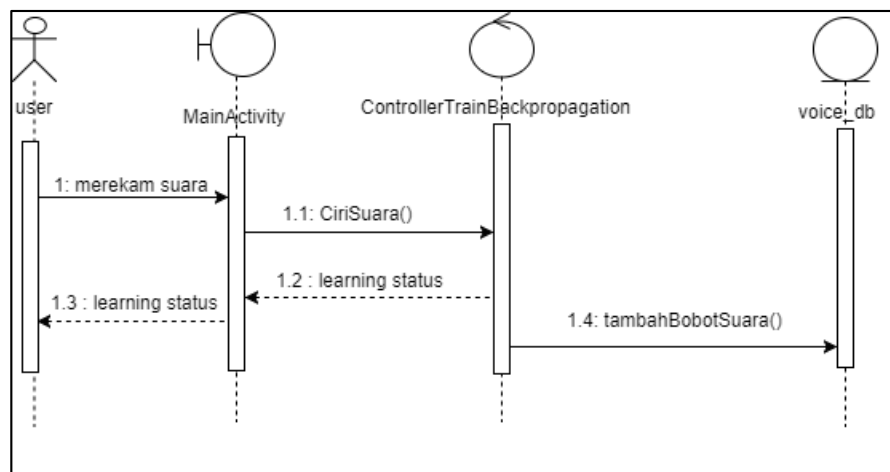 user
MainActivity
ControllerTrainBackpropagation
voice_db
1: merekam suara
1.1: CiriSuara()
1.2 : learning status
1.3 : learning status
1.4: tambahBobotSuara()